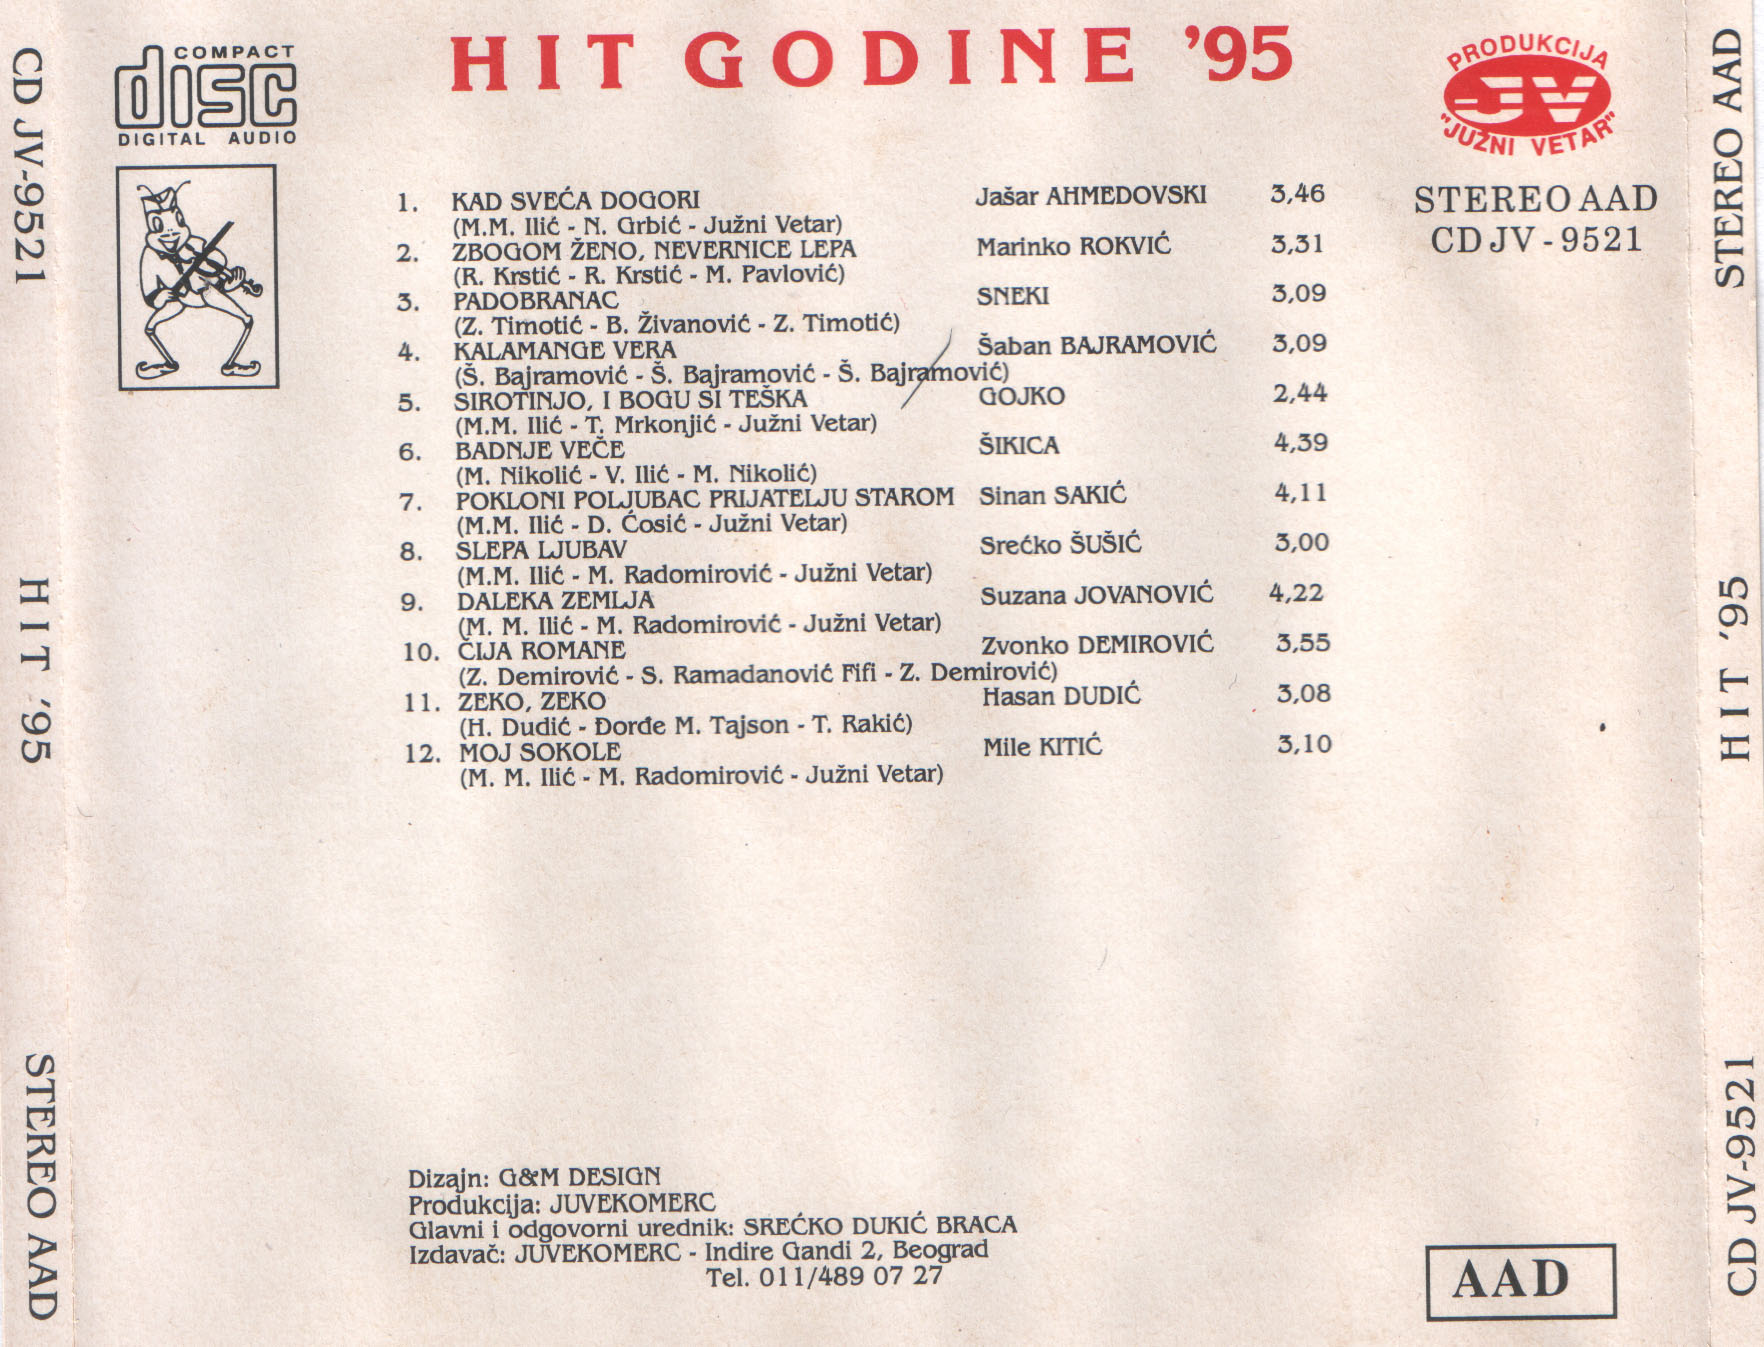 CD JV-9521
HIT '95
STEREO AAD
COMPACT
disc
DIGITAL AUDIO
HIT GODINE '95
PRODUKCIJA
JV
"JUŽNI VETAR"
STEREO AAD
CD JV - 9521
1. KAD SVEĆA DOGORI Jašar AHMEDOVSKI 3,46
(M.M. Ilić - N. Grbić - Južni Vetar)
2. ZBOGOM ŽENO, NEVERNICE LEPA Marinko ROKVIĆ 3,31
(R. Krstić - R. Krstić - M. Pavlović)
3. PADOBRANAC SNEKI 3,09
(Z. Timotić - B. Živanović - Z. Timotić)
4. KALAMANGE VERA Šaban BAJRAMOVIĆ 3,09
(Š. Bajramović - Š. Bajramović - Š. Bajramović)
5. SIROTINJO, I BOGU SI TEŠKA GOJKO 2,44
(M.M. Ilić - T. Mrkonjić - Južni Vetar)
6. BADNJE VEČE ŠIKICA 4,39
(M. Nikolić - V. Ilić - M. Nikolić)
7. POKLONI POLJUBAC PRIJATELJU STAROM Sinan SAKIĆ 4,11
(M.M. Ilić - D. Ćosić - Južni Vetar)
8. SLEPA LJUBAV Srećko ŠUŠIĆ 3,00
(M.M. Ilić - M. Radomirović - Južni Vetar)
9. DALEKA ZEMLJA Suzana JOVANOVIĆ 4,22
(M. M. Ilić - M. Radomirović - Južni Vetar)
10. ČIJA ROMANE Zvonko DEMIROVIĆ 3,55
(Z. Demirović - S. Ramadanović Fifi - Z. Demirović)
11. ZEKO, ZEKO Hasan DUDIĆ 3,08
(H. Dudić - Đorđe M. Tajson - T. Rakić)
12. MOJ SOKOLE Mile KITIĆ 3,10
(M. M. Ilić - M. Radomirović - Južni Vetar)
Dizajn: G&M DESIGN
Produkcija: JUVEKOMERC
Glavni i odgovorni urednik: SREĆKO DUKIĆ BRACA
Izdavač: JUVEKOMERC - Indire Gandi 2, Beograd
Tel. 011/489 07 27
AAD
STEREO AAD
HIT '95
CD JV-9521